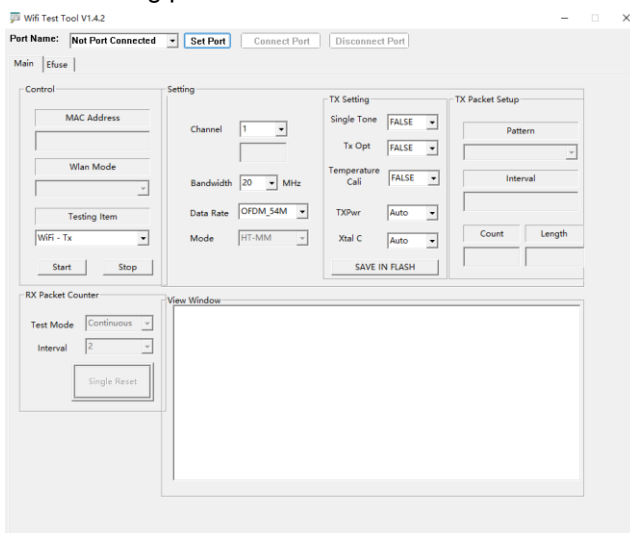 Wifi Test Tool V1.4.2
Port Name: Not Port Connected Set Port Connect Port Disconnect Port
Main Efuse
Control
MAC Address
Wlan Mode
Testing Item
WiFi - Tx
Start Stop
Setting
Channel 1
Bandwidth 20 MHz
Data Rate OFDM_54M
Mode HT-MM
TX Setting
Single Tone FALSE
Tx Opt FALSE
Temperature
Cali FALSE
TXPwr Auto
Xtal C Auto
SAVE IN FLASH
TX Packet Setup
Pattern
Interval
Count Length
RX Packet Counter
Test Mode Continuous
Interval 2
Single Reset
View Window